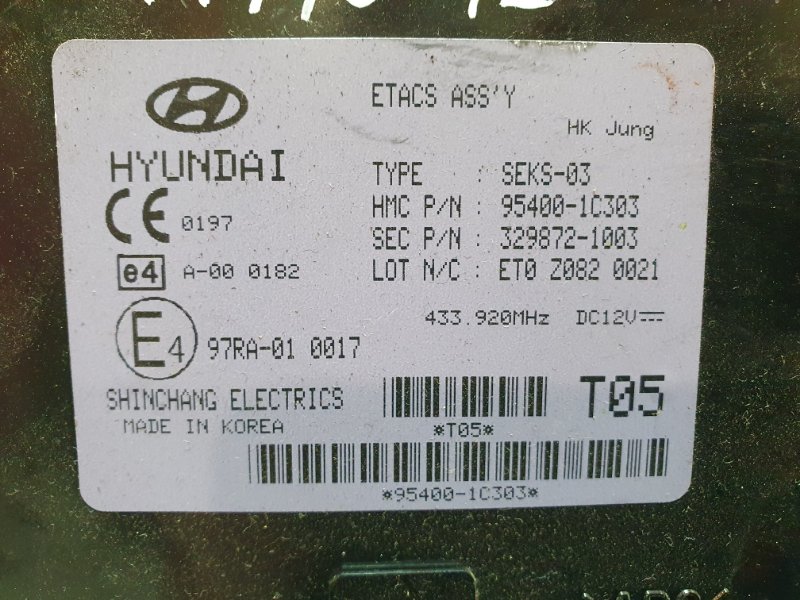 ETACS ASS'Y
HK Jung
HYUNDAI
TYPE : SEKS-03
HMC P/N : 95400-1C303
SEC P/N : 329872-1003
LOT N/C : ET0 Z082 0021
CE 0197
e4 A-00 0182
433.920MHz DC12V
E4 97RA-01 0017
SHINCHANG ELECTRICS
MADE IN KOREA
T05
*T05*
*95400-1C303*